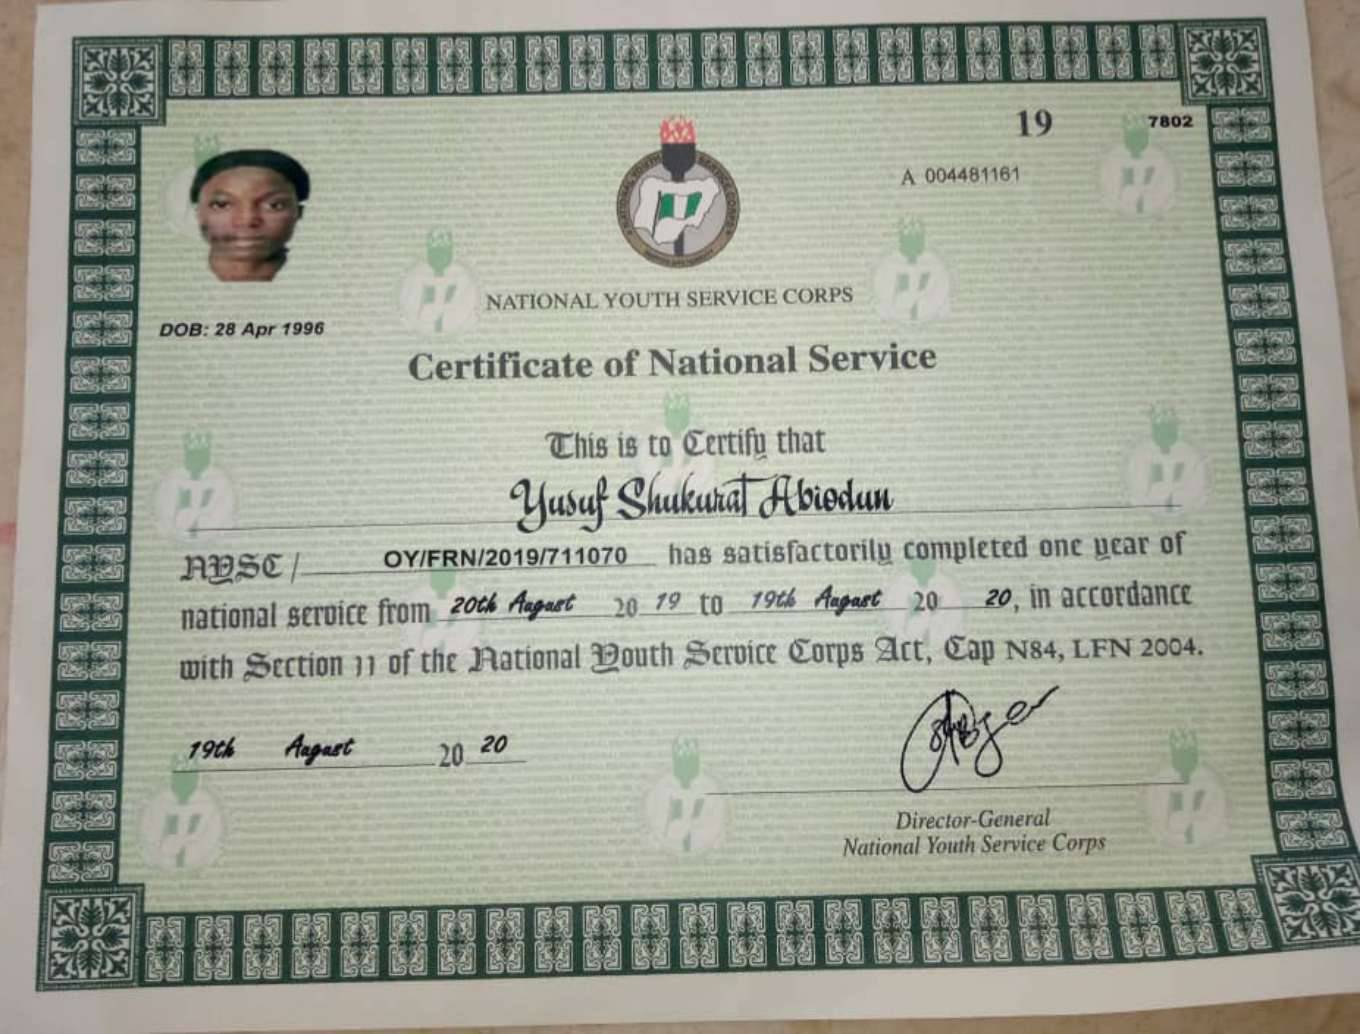 19
7802
A 004481161
NATIONAL YOUTH SERVICE CORPS
DOB: 28 Apr 1996
Certificate of National Service
This is to Certify that
Yusuf Shukurat Abiodun
NYSC / OY/FRN/2019/711070 has satisfactorily completed one year of
national service from 20th August 20 19 to 19th August 20 20, in accordance
with Section 11 of the National Youth Service Corps Act, Cap N84, LFN 2004.
19th August 20 20
Director-General
National Youth Service Corps